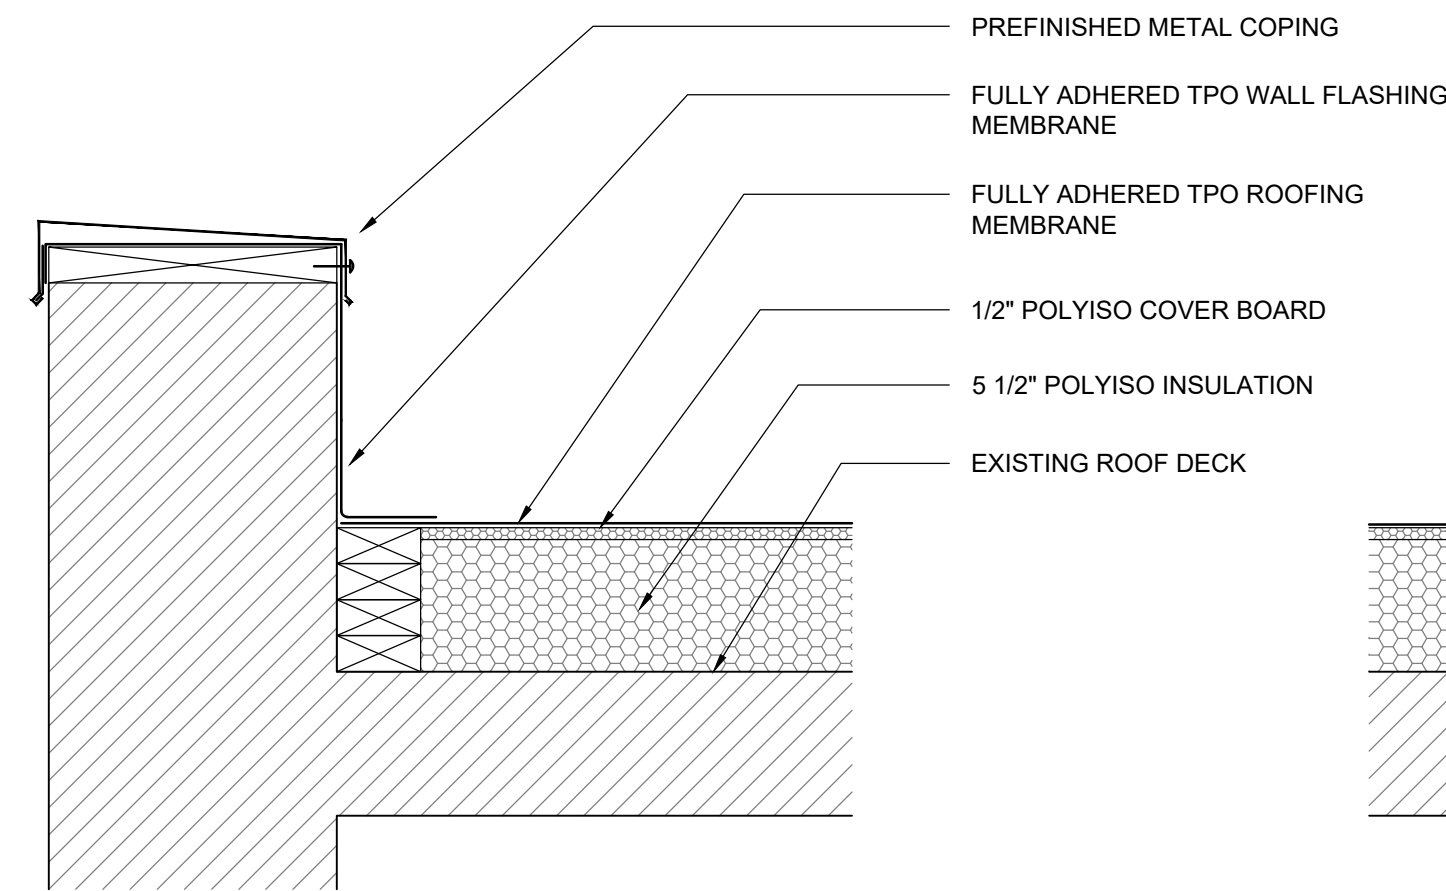 PREFINISHED METAL COPING
FULLY ADHERED TPO WALL FLASHING
MEMBRANE
FULLY ADHERED TPO ROOFING
MEMBRANE
1/2" POLYISO COVER BOARD
5 1/2" POLYISO INSULATION
EXISTING ROOF DECK